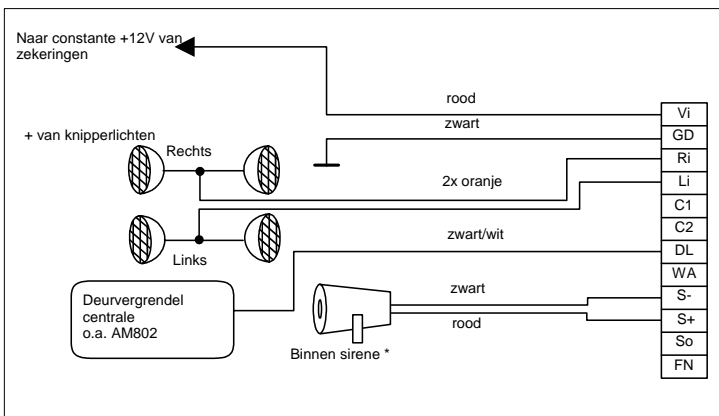 Naar constante +12V van
zekeringen
rood
zwart
+ van knipperlichten
Rechts
2x oranje
Links
zwart/wit
Deurvergrendel
centrale
o.a. AM802
zwart
rood
Binnen sirene *
Vi
GD
Ri
Li
C1
C2
DL
WA
S-
S+
So
FN